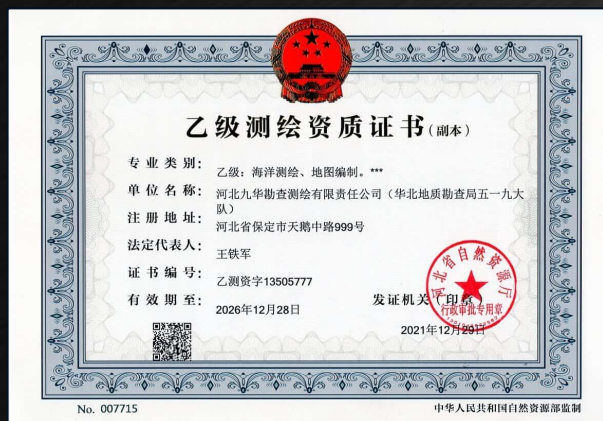 乙级测绘资质证书(副本)
专业类别: 乙级:海洋测绘、地图编制。***
单位名称: 河北九华勘查测绘有限责任公司(华北地质勘查局五一九大
队)
注册地址: 河北省保定市天鹅中路999号
法定代表人: 王铁军
证书编号: 乙测资字13505777
有效期至: 2026年12月28日
发证机关(印章)
河北省自然资源厅
行政审批专用章
2021年12月29日
No. 007715
中华人民共和国自然资源部监制